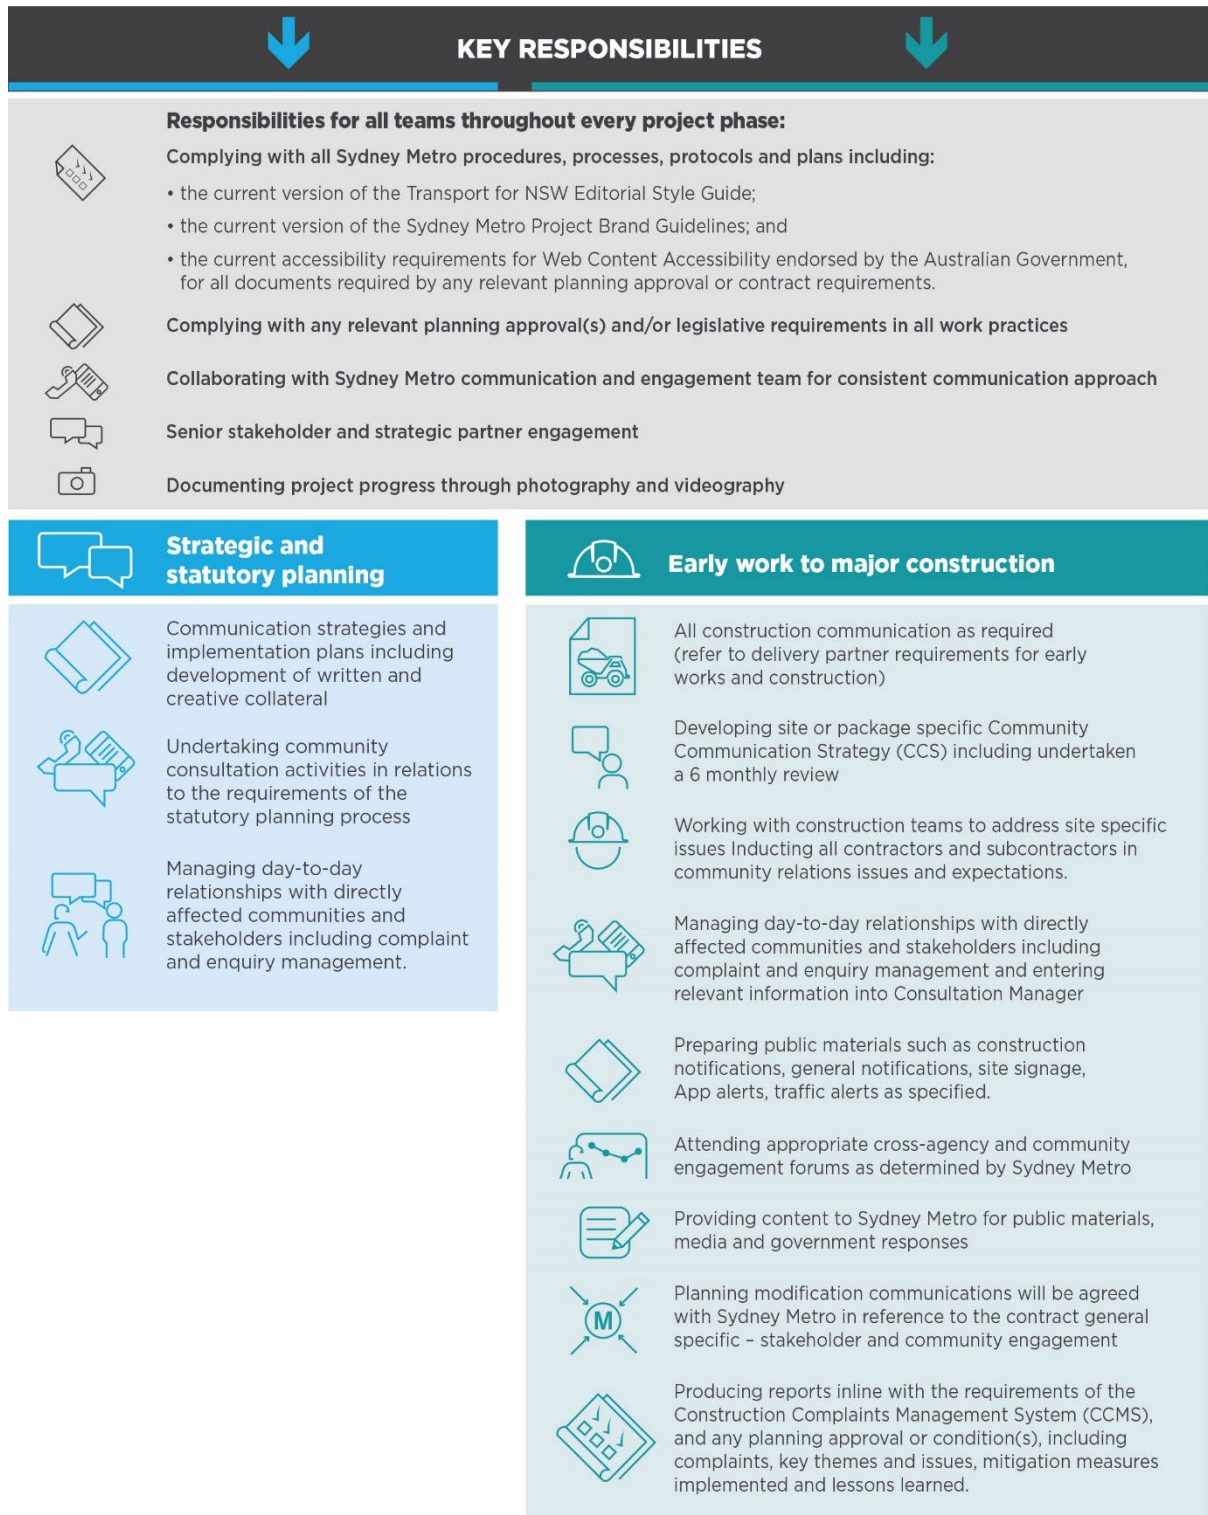 KEY RESPONSIBILITIES
Responsibilities for all teams throughout every project phase:
Complying with all Sydney Metro procedures, processes, protocols and plans including:
• the current version of the Transport for NSW Editorial Style Guide;
• the current version of the Sydney Metro Project Brand Guidelines; and
• the current accessibility requirements for Web Content Accessibility endorsed by the Australian Government,
for all documents required by any relevant planning approval or contract requirements.
Complying with any relevant planning approval(s) and/or legislative requirements in all work practices
Collaborating with Sydney Metro communication and engagement team for consistent communication approach
Senior stakeholder and strategic partner engagement
Documenting project progress through photography and videography
Strategic and
statutory planning
Communication strategies and
implementation plans including
development of written and
creative collateral
Undertaking community
consultation activities in relations
to the requirements of the
statutory planning process
Managing day-to-day
relationships with directly
affected communities and
stakeholders including complaint
and enquiry management.
Early work to major construction
All construction communication as required
(refer to delivery partner requirements for early
works and construction)
Developing site or package specific Community
Communication Strategy (CCS) including undertaken
a 6 monthly review
Working with construction teams to address site specific
issues Inducting all contractors and subcontractors in
community relations issues and expectations.
Managing day-to-day relationships with directly
affected communities and stakeholders including
complaint and enquiry management and entering
relevant information into Consultation Manager
Preparing public materials such as construction
notifications, general notifications, site signage,
App alerts, traffic alerts as specified.
Attending appropriate cross-agency and community
engagement forums as determined by Sydney Metro
Providing content to Sydney Metro for public materials,
media and government responses
M
Planning modification communications will be agreed
with Sydney Metro in reference to the contract general
specific – stakeholder and community engagement
Producing reports inline with the requirements of the
Construction Complaints Management System (CCMS),
and any planning approval or condition(s), including
complaints, key themes and issues, mitigation measures
implemented and lessons learned.